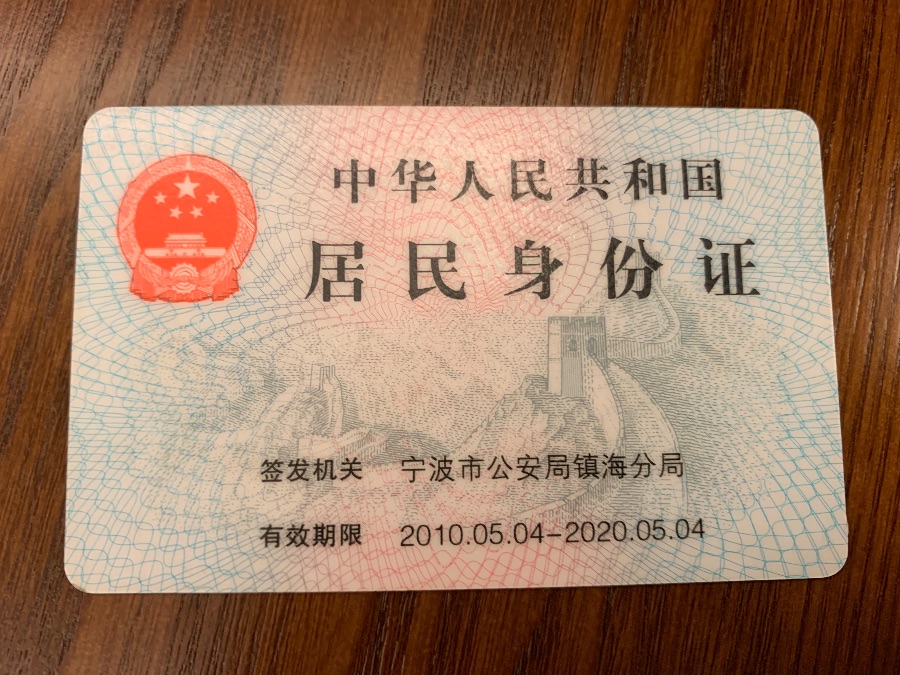 中华人民共和国
居民身份证
签发机关 宁波市公安局镇海分局
有效期限 2010.05.04-2020.05.04